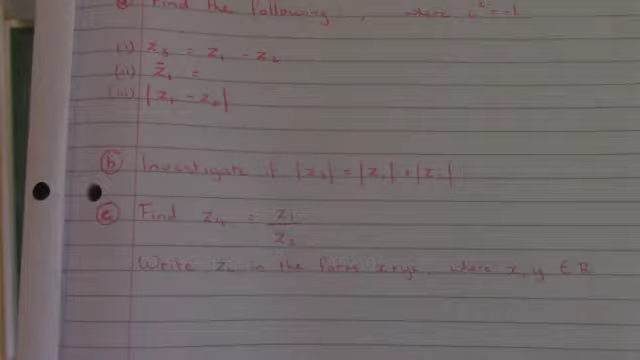 (a) Find the following, where i² = -1
(i) z₃ = z₁ - z₂
(ii) z̄₁ =
(iii) |z₁ - z₂|
(b) Investigate if |z₃| = |z₁| + |z₂|
(c) Find z₄ = z₁/z₂
Write z₄ in the form x+yi, where x, y ∈ R